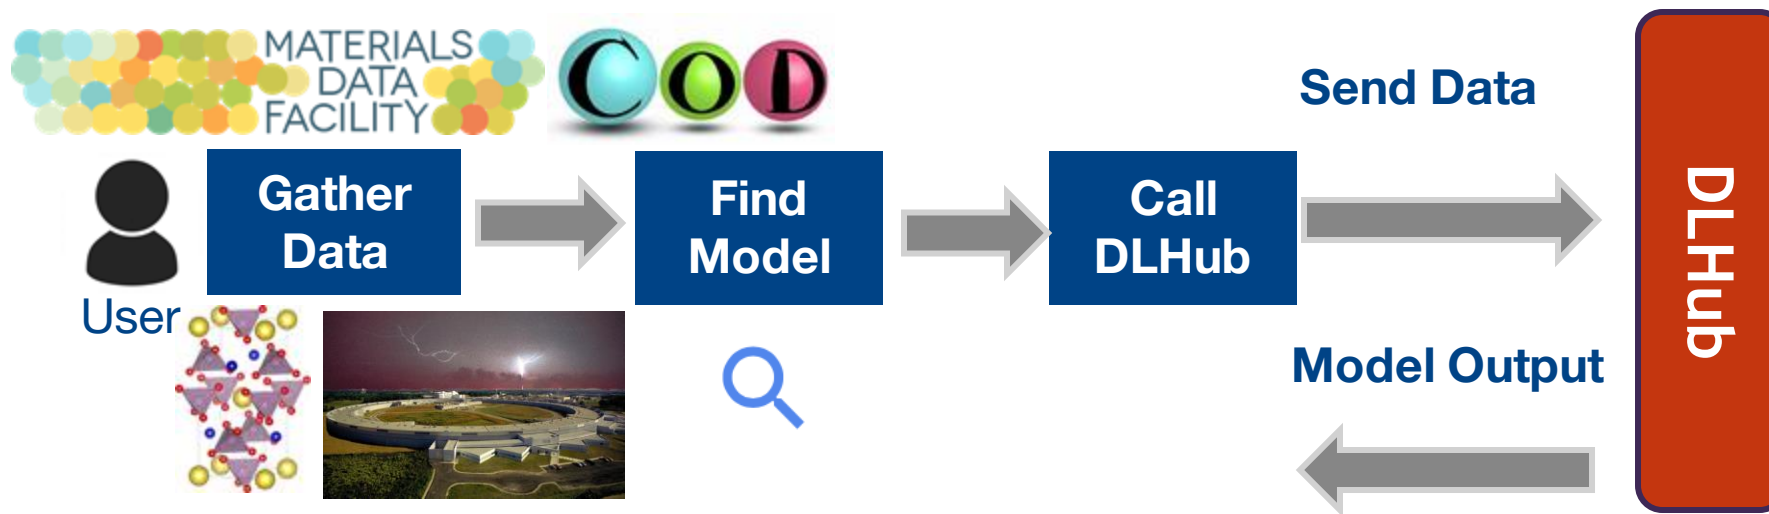 MATERIALS
DATA
FACILITY
COD
Send Data
Gather
Data
Find
Model
Call
DLHub
DLHub
User
Model Output